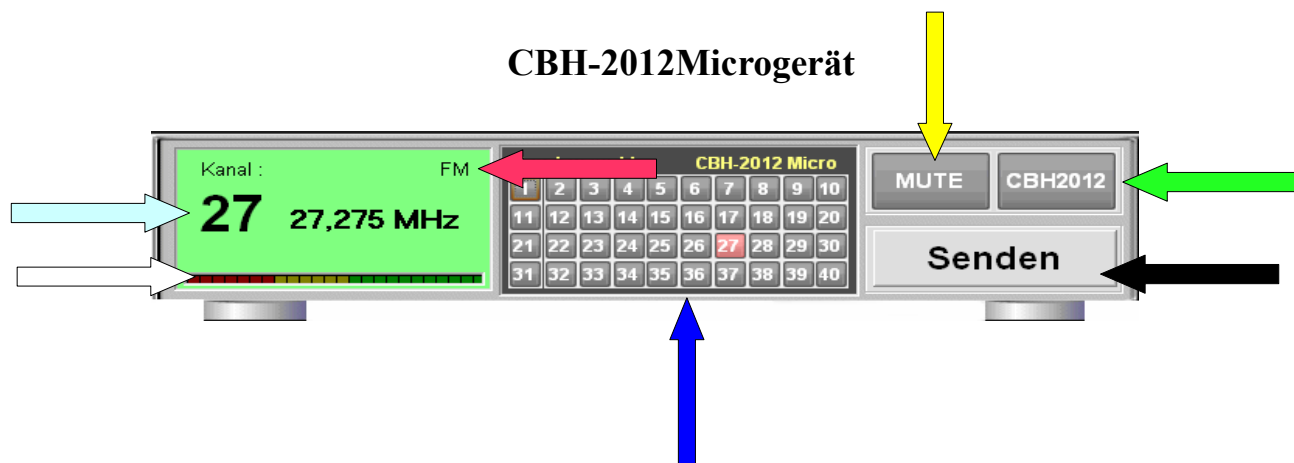 CBH-2012Microgerät
Kanal : FM
27 27,275 MHz
CBH-2012 Micro
1 2 3 4 5 6 7 8 9 10
11 12 13 14 15 16 17 18 19 20
21 22 23 24 25 26 27 28 29 30
31 32 33 34 35 36 37 38 39 40
MUTE CBH2012
Senden